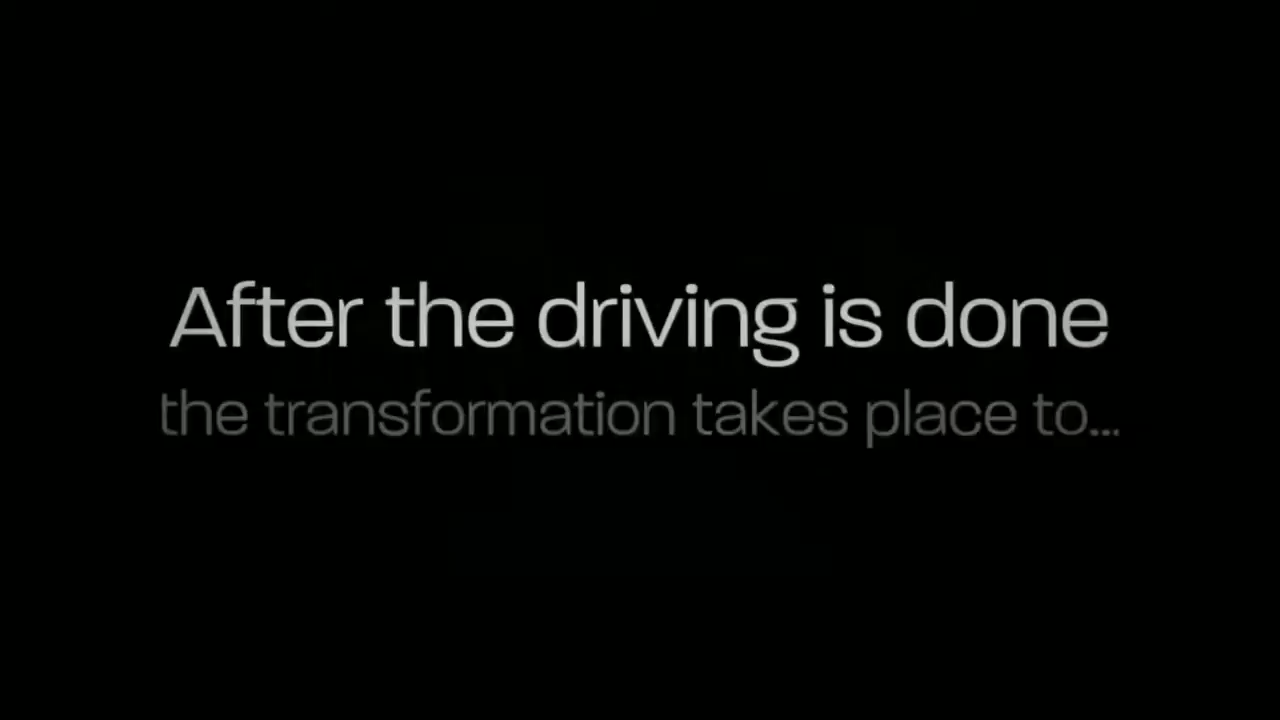 After the driving is done
the transformation takes place to...